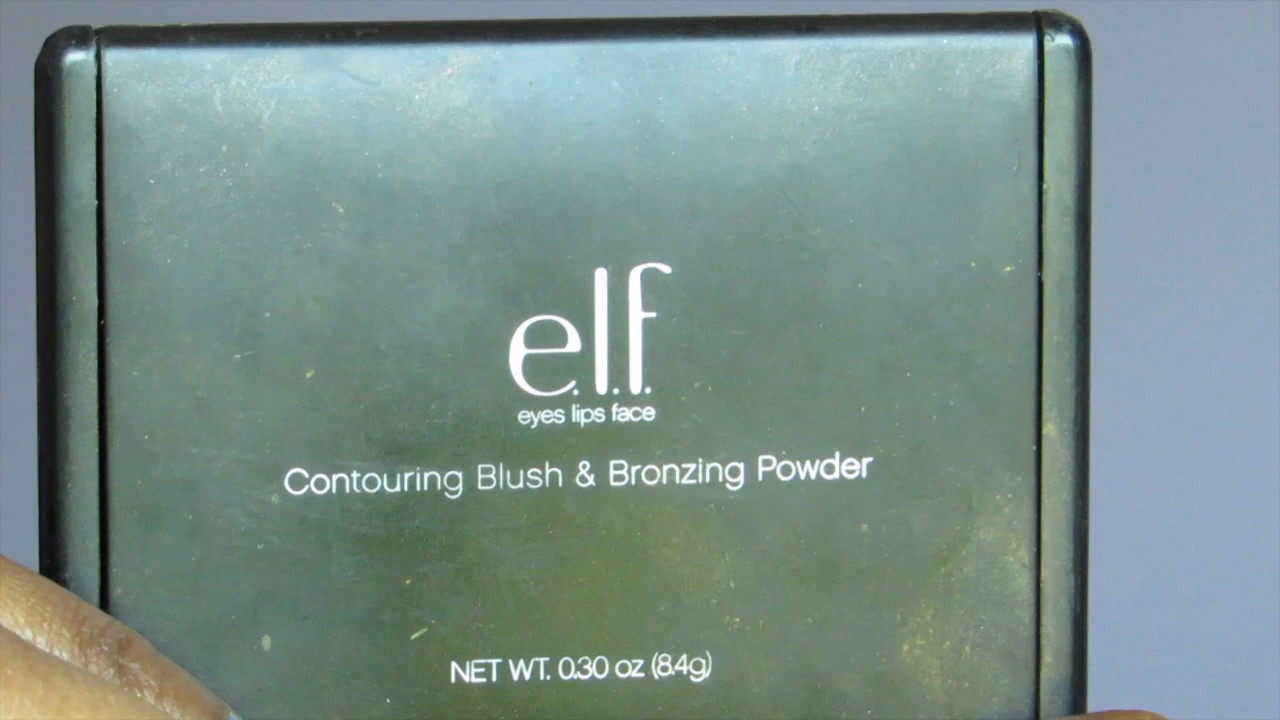 e.l.f.
eyes lips face
Contouring Blush & Bronzing Powder
NET WT. 0.30 oz (8.4g)